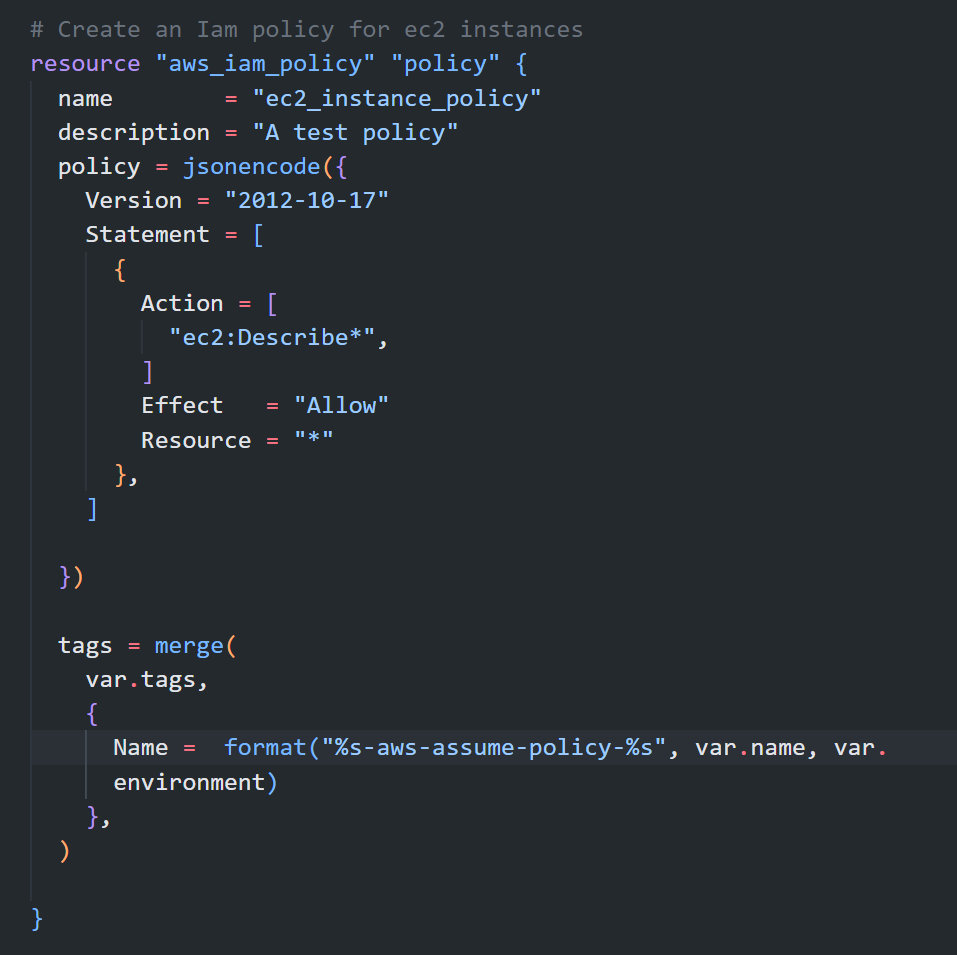 # Create an Iam policy for ec2 instances
resource "aws_iam_policy" "policy" {
  name        = "ec2_instance_policy"
  description = "A test policy"
  policy = jsonencode({
    Version = "2012-10-17"
    Statement = [
      {
        Action = [
          "ec2:Describe*",
        ]
        Effect   = "Allow"
        Resource = "*"
      },
    ]

  })

  tags = merge(
    var.tags,
    {
      Name =  format("%s-aws-assume-policy-%s", var.name, var.
      environment)
    },
  )

}